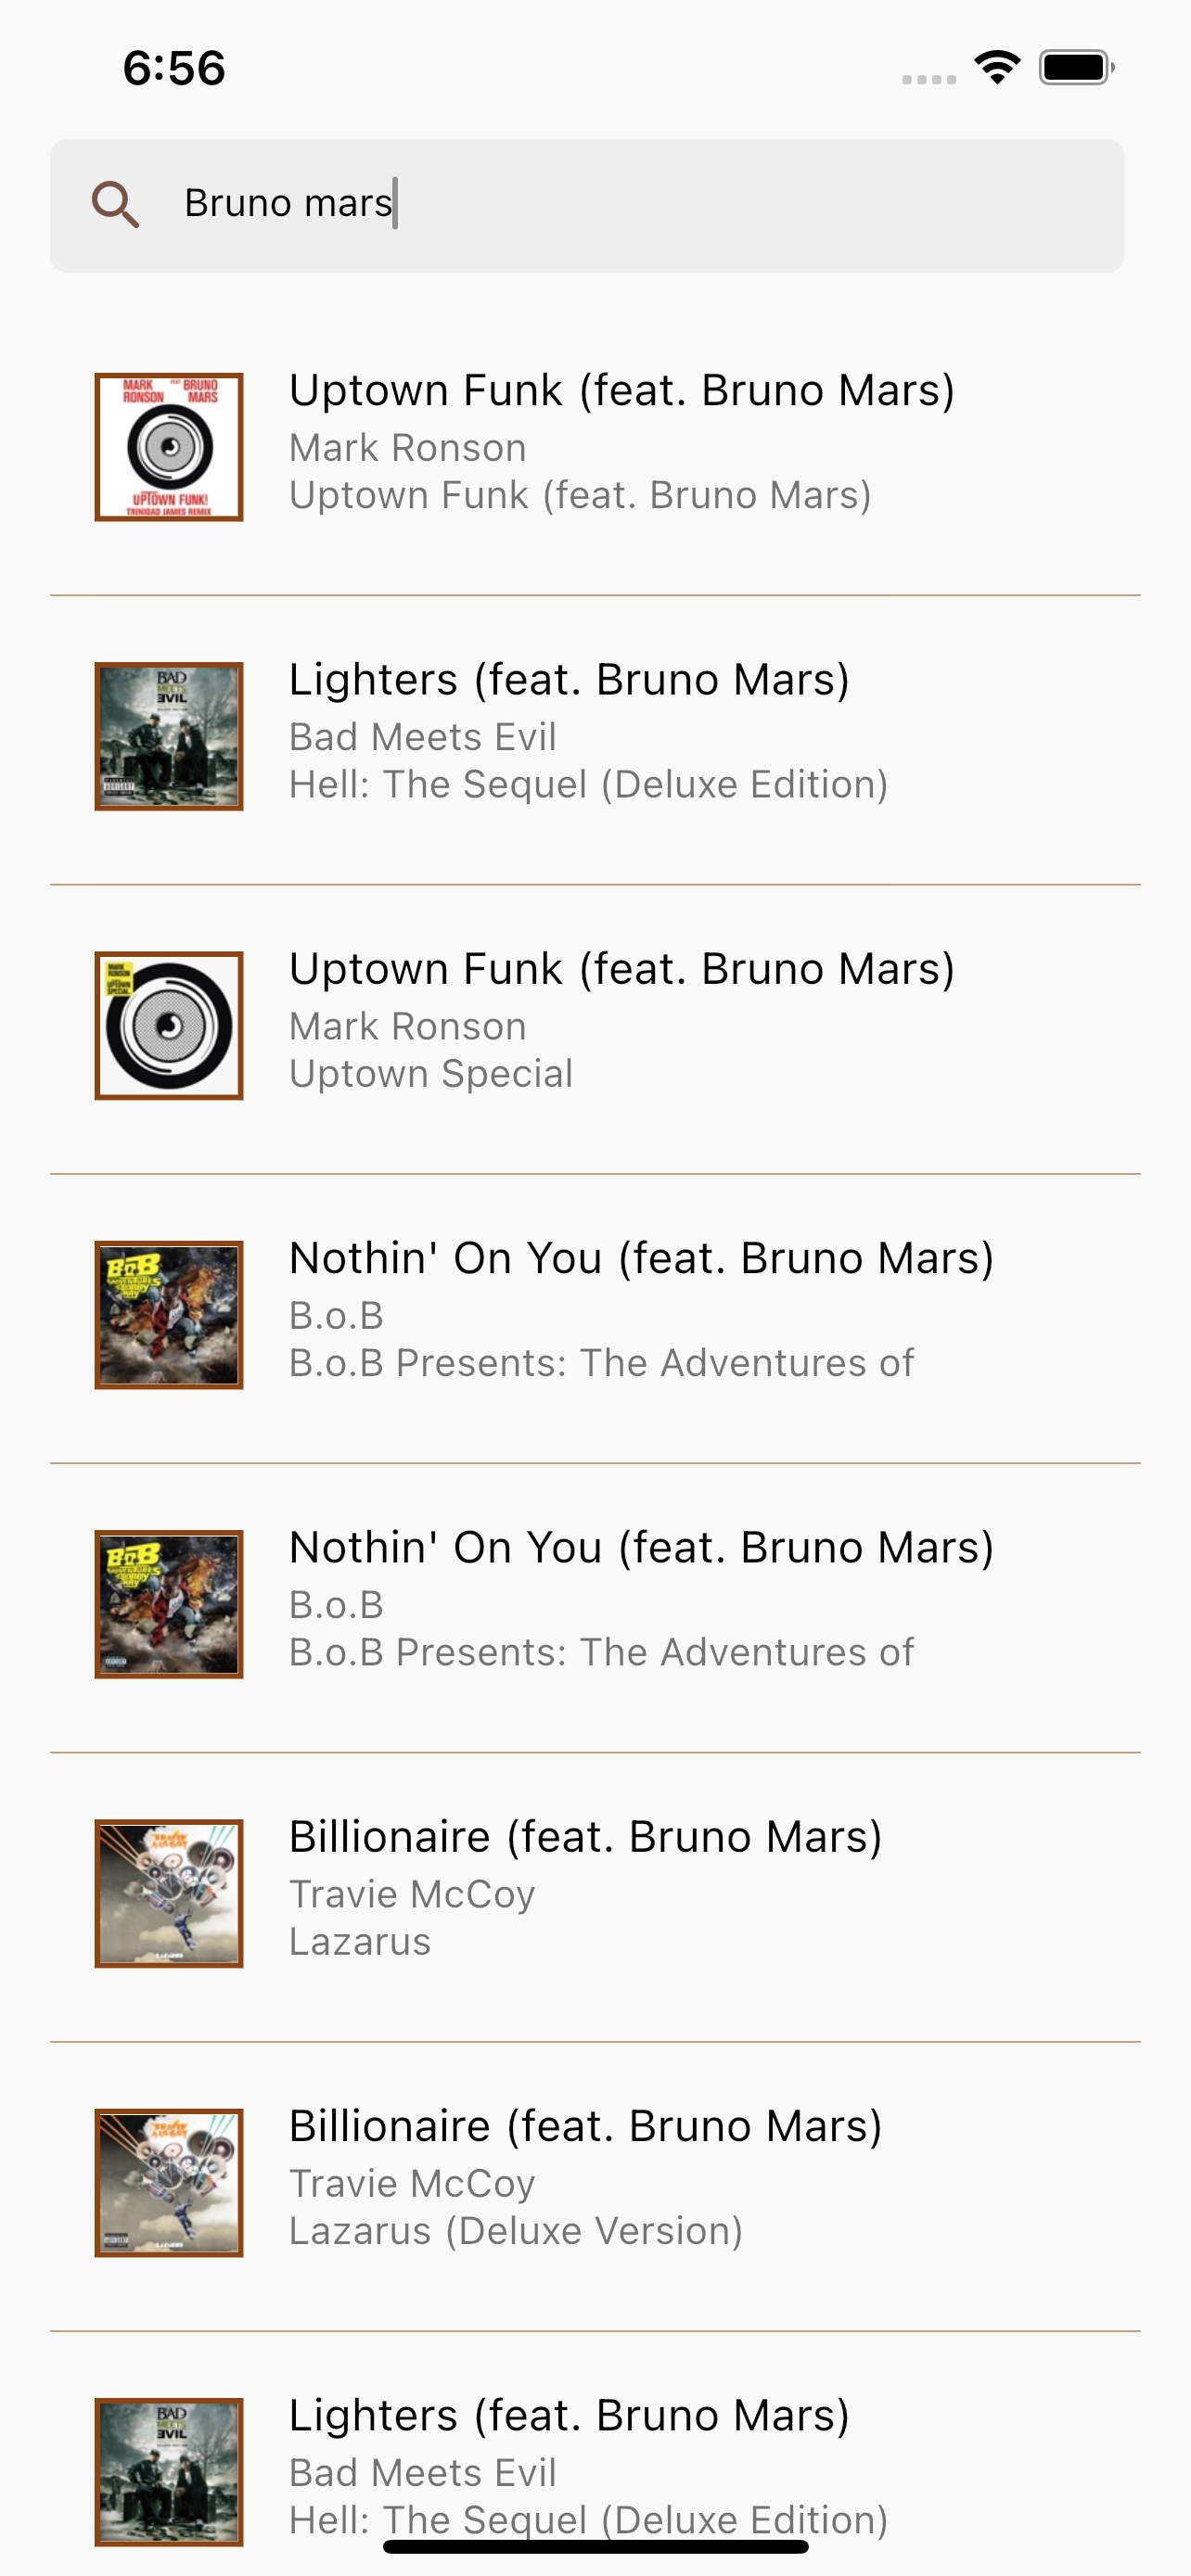 6:56
Bruno mars
MARK FEAT BRUNO
RONSON MARS
UPTOWN FUNK!
TRINIDAD JAMES REMIX
Uptown Funk (feat. Bruno Mars)
Mark Ronson
Uptown Funk (feat. Bruno Mars)
BAD
MEETS
EVIL
Lighters (feat. Bruno Mars)
Bad Meets Evil
Hell: The Sequel (Deluxe Edition)
MARK
RONSON
UPTOWN
SPECIAL
Uptown Funk (feat. Bruno Mars)
Mark Ronson
Uptown Special
B.o.B
Nothin' On You (feat. Bruno Mars)
B.o.B
B.o.B Presents: The Adventures of
B.o.B
Nothin' On You (feat. Bruno Mars)
B.o.B
B.o.B Presents: The Adventures of
Billionaire (feat. Bruno Mars)
Travie McCoy
Lazarus
Billionaire (feat. Bruno Mars)
Travie McCoy
Lazarus (Deluxe Version)
BAD
MEETS
EVIL
Lighters (feat. Bruno Mars)
Bad Meets Evil
Hell: The Sequel (Deluxe Edition)